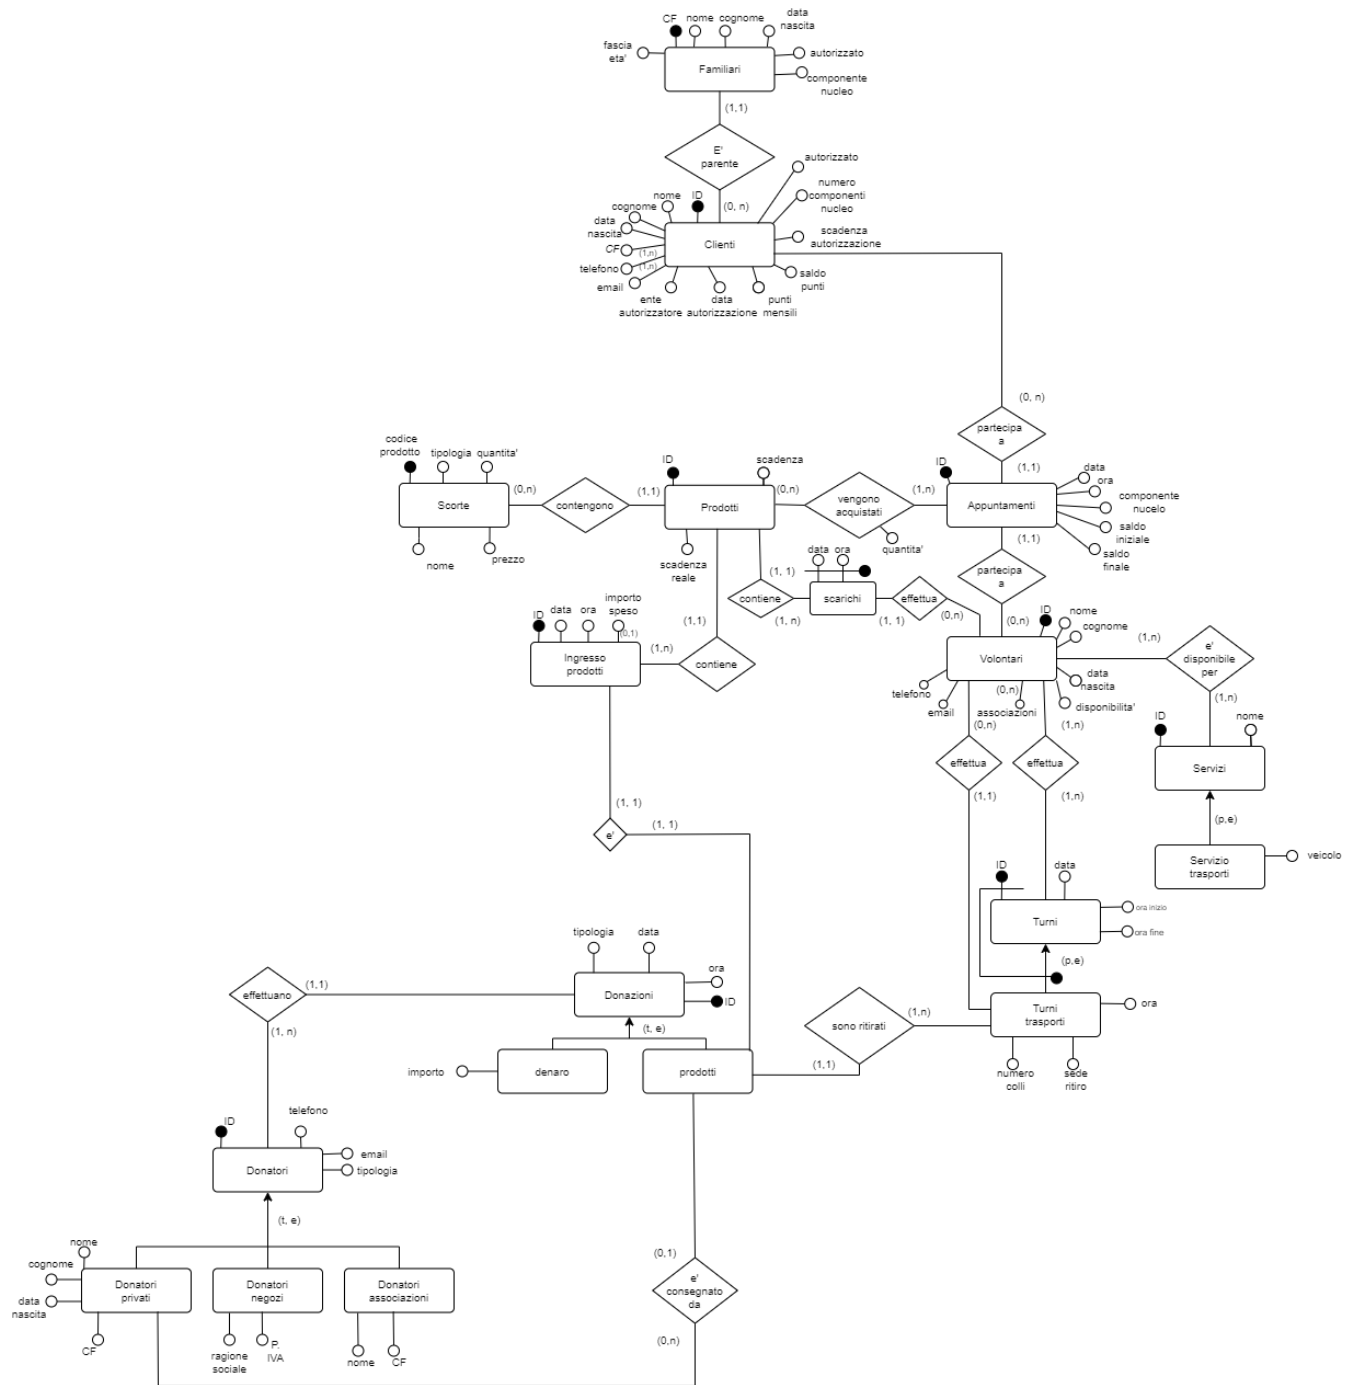 CF
nome
cognome
data
nascita
fascia
eta'
autorizzato
Familiari
componente
nucleo
(1,1)
E'
parente
autorizzato
(0, n)
nome
ID
numero
componenti
nucleo
cognome
data
nascita
CF
(1,n)
Clienti
scadenza
autorizzazione
telefono
(1,n)
email
saldo
punti
ente
autorizzatore
data
autorizzazione
punti
mensili
(0, n)
partecipa
a
(1,1)
codice
prodotto
tipologia
quantita'
Scorte
nome
prezzo
(0,n)
contengono
(1,1)
ID
scadenza
Prodotti
scadenza
reale
(0,n)
vengono
acquistati
quantita'
(1,n)
ID
data
ora
Appuntamenti
componente
nucelo
saldo
iniziale
saldo
finale
(1,1)
partecipa
a
(0,n)
(1, 1)
contiene
(1, n)
data
ora
scarichi
(1, 1)
effettua
(0,n)
(1,1)
contiene
(1,n)
ID
data
ora
importo
speso
(0,1)
Ingresso
prodotti
ID
nome
cognome
Volontari
data
nascita
disponibilita'
telefono
email
(0,n)
associazioni
(1,n)
e'
disponibile
per
(1,n)
ID
nome
Servizi
(p,e)
Servizio
trasporti
veicolo
(0,n)
effettua
(1,1)
(1,n)
effettua
(1,n)
(1, 1)
e'
(1, 1)
ID
data
Turni
ora inizio
ora fine
(p,e)
Turni
trasporti
ora
numero
colli
sede
ritiro
(1,n)
sono ritirati
(1,1)
tipologia
data
ora
Donazioni
ID
(t, e)
importo
denaro
prodotti
(1,1)
effettuano
(1, n)
ID
telefono
Donatori
email
tipologia
(t, e)
nome
cognome
data
nascita
Donatori
privati
CF
Donatori
negozi
ragione
sociale
P.
IVA
Donatori
associazioni
nome
CF
(0,1)
e'
consegnato
da
(0,n)